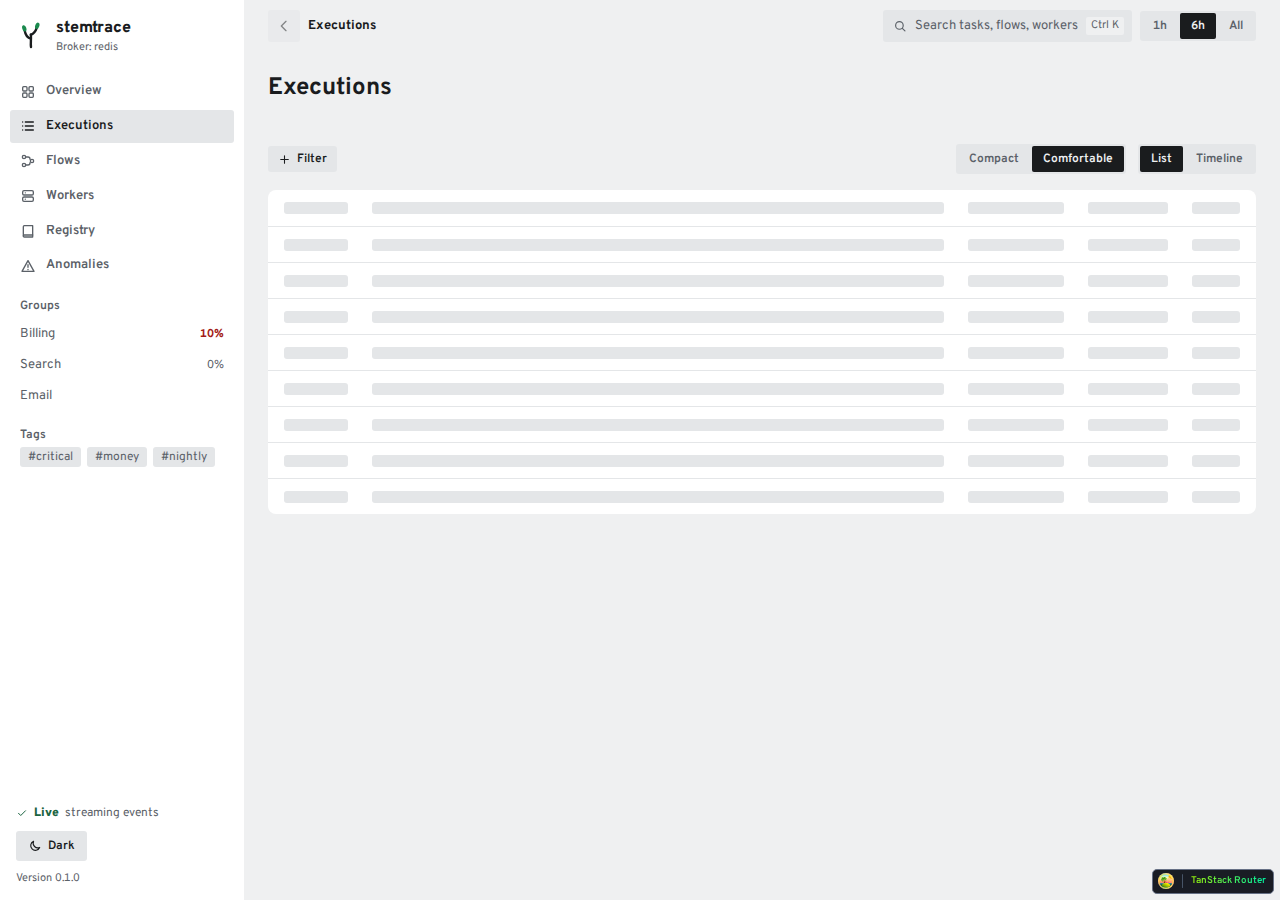 stemtrace
Broker: redis
Overview
Executions
Flows
Workers
Registry
Anomalies
Groups
Billing 10%
Search 0%
Email
Tags
#critical #money #nightly
Live streaming events
Dark
Version 0.1.0
Executions
Search tasks, flows, workers Ctrl K
1h 6h All
Executions
Filter
Compact Comfortable
List Timeline
TanStack Router